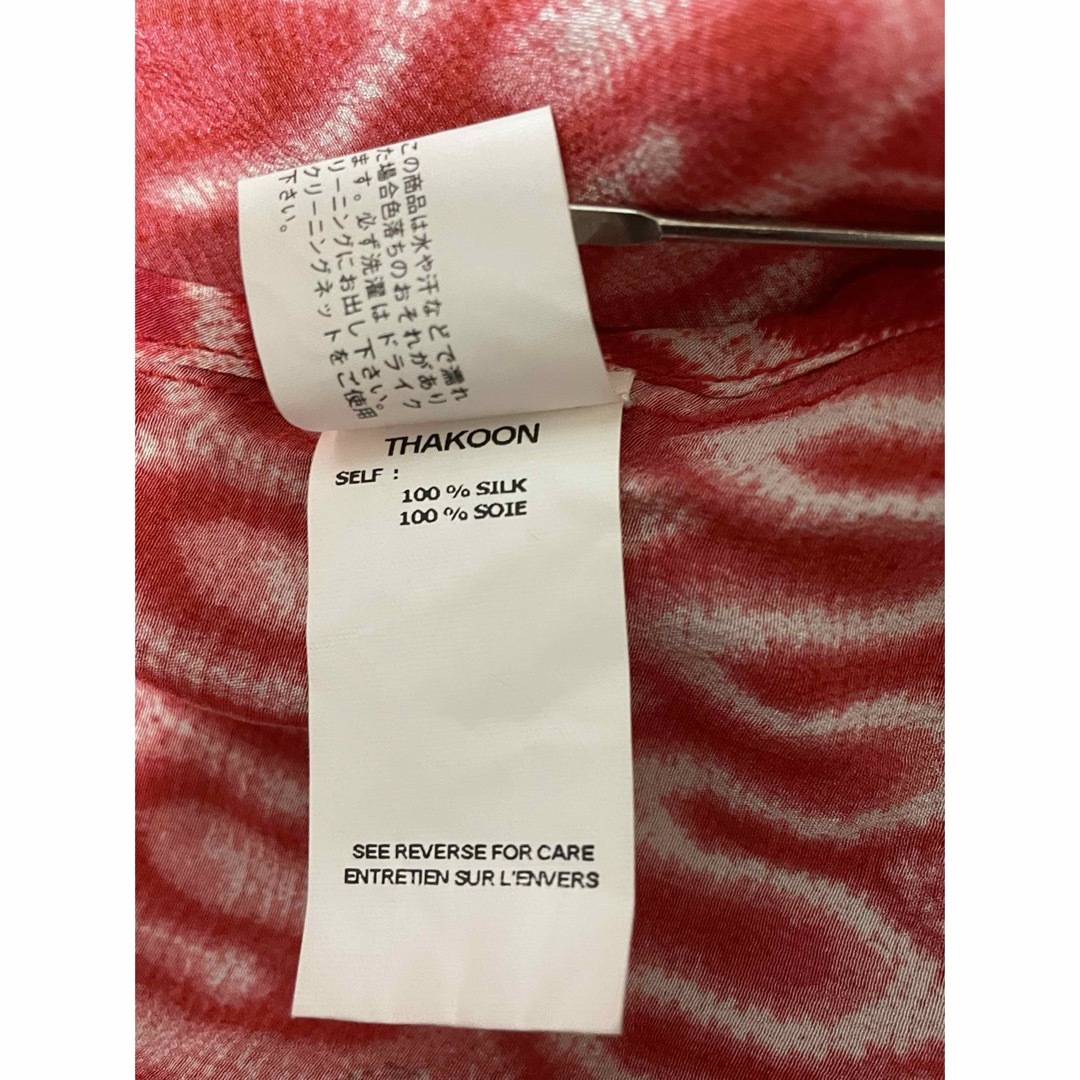 この商品は水や汗などで濡れ
た場合色落ちのおそれがあり
ます。必ず洗濯はドライク
リーニングにお出し下さい。
クリーニングネットをご使用
下さい。
THAKOON
SELF :
100 % SILK
100 % SOIE
SEE REVERSE FOR CARE
ENTRETIEN SUR L'ENVERS